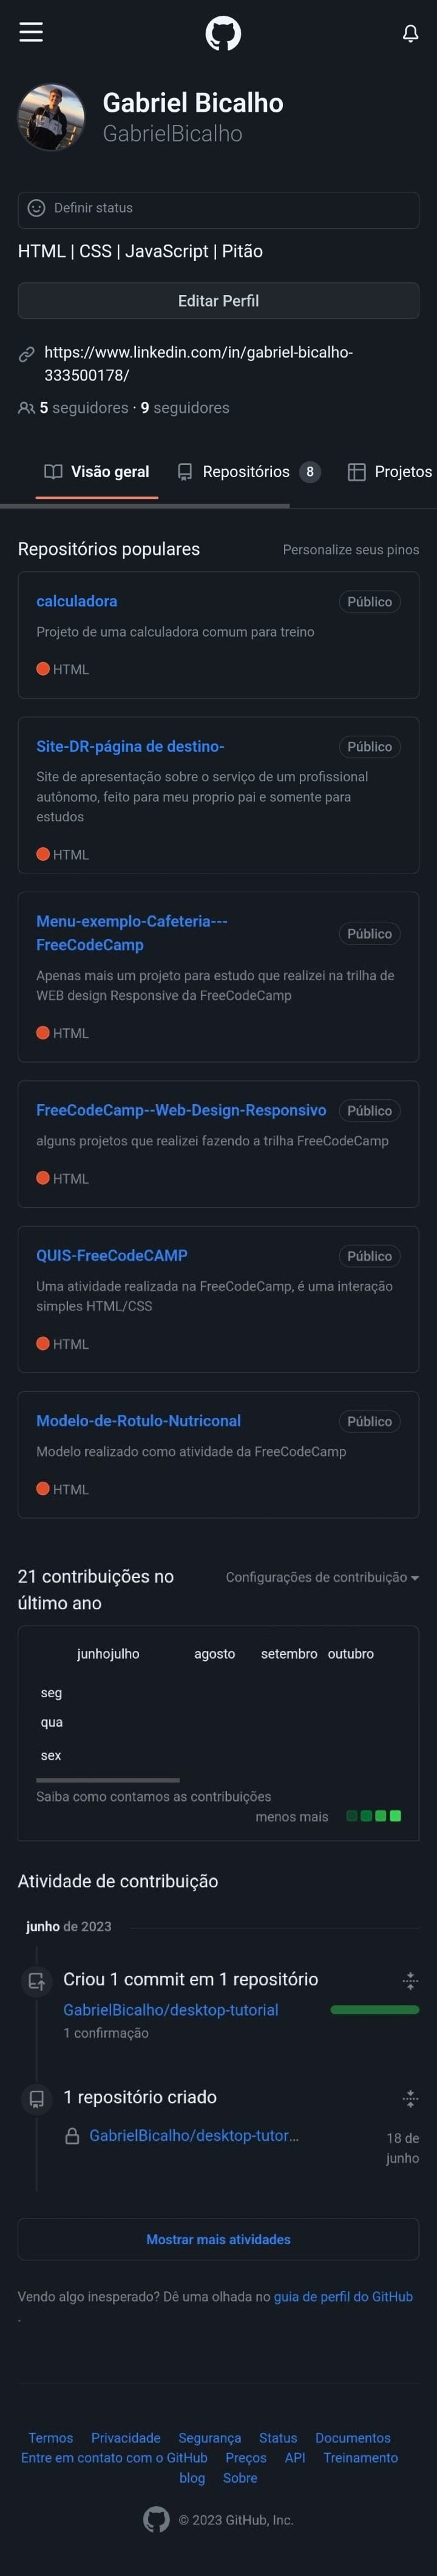 Gabriel Bicalho
GabrielBicalho
Definir status
HTML | CSS | JavaScript | Pitão
Editar Perfil
https://www.linkedin.com/in/gabriel-bicalho-
333500178/
5 seguidores · 9 seguidores
Visão geral Repositórios 8 Projetos
Repositórios populares Personalize seus pinos
calculadora Público
Projeto de uma calculadora comum para treino
HTML
Site-DR-página de destino- Público
Site de apresentação sobre o serviço de um profissional
autônomo, feito para meu proprio pai e somente para
estudos
HTML
Menu-exemplo-Cafeteria---
FreeCodeCamp Público
Apenas mais um projeto para estudo que realizei na trilha de
WEB design Responsive da FreeCodeCamp
HTML
FreeCodeCamp--Web-Design-Responsivo Público
alguns projetos que realizei fazendo a trilha FreeCodeCamp
HTML
QUIS-FreeCodeCAMP Público
Uma atividade realizada na FreeCodeCamp, é uma interação
simples HTML/CSS
HTML
Modelo-de-Rotulo-Nutriconal Público
Modelo realizado como atividade da FreeCodeCamp
HTML
21 contribuições no Configurações de contribuição
último ano
junhojulho agosto setembro outubro
seg
qua
sex
Saiba como contamos as contribuições
menos mais
Atividade de contribuição
junho de 2023
Criou 1 commit em 1 repositório
GabrielBicalho/desktop-tutorial
1 confirmação
1 repositório criado
GabrielBicalho/desktop-tutor... 18 de
junho
Mostrar mais atividades
Vendo algo inesperado? Dê uma olhada no guia de perfil do GitHub
.
Termos Privacidade Segurança Status Documentos
Entre em contato com o GitHub Preços API Treinamento
blog Sobre
© 2023 GitHub, Inc.